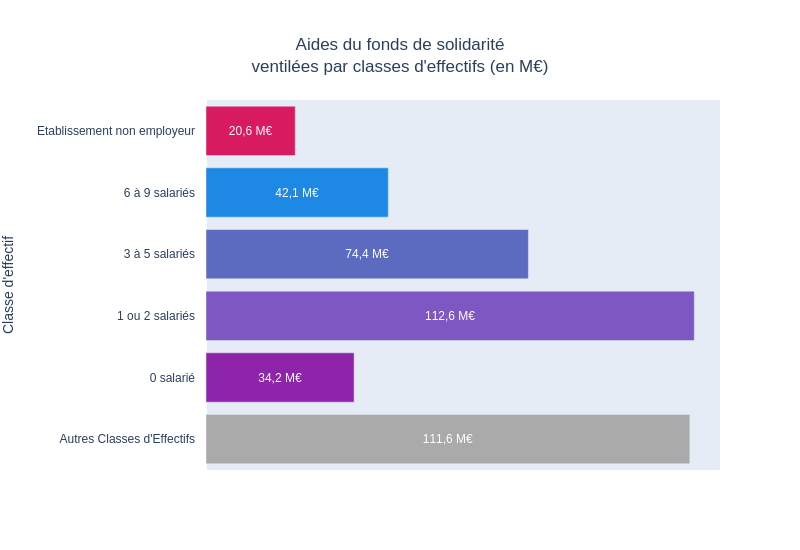 Aides du fonds de solidarité
ventilées par classes d'effectifs (en M€)
Classe d'effectif
Etablissement non employeur
20,6 M€
6 à 9 salariés
42,1 M€
3 à 5 salariés
74,4 M€
1 ou 2 salariés
112,6 M€
0 salarié
34,2 M€
Autres Classes d'Effectifs
111,6 M€